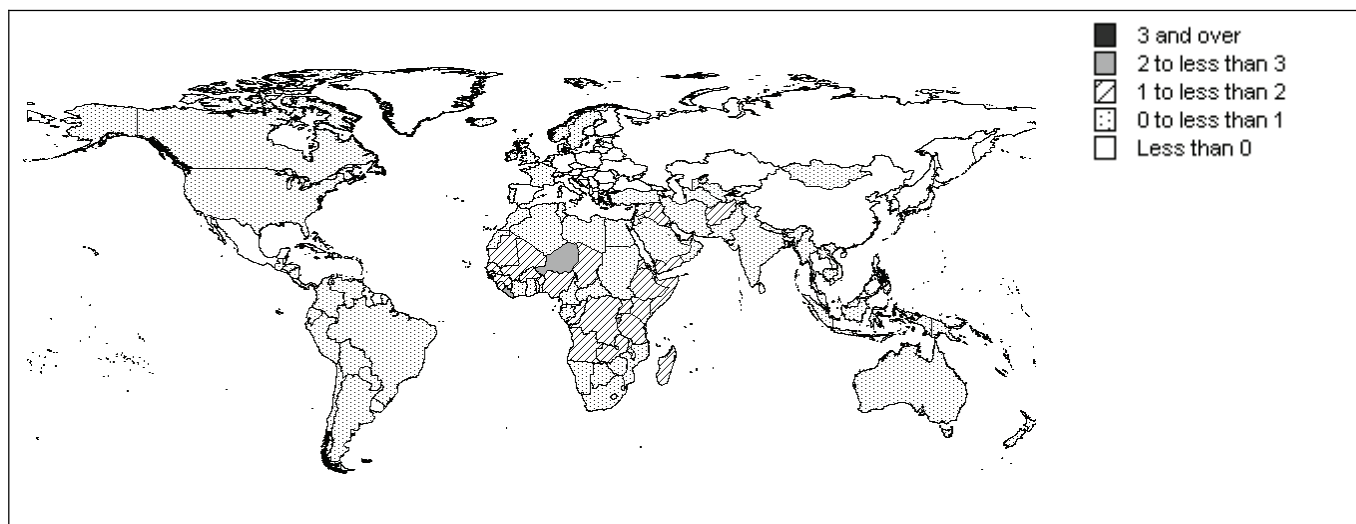 3 and over
2 to less than 3
1 to less than 2
0 to less than 1
Less than 0